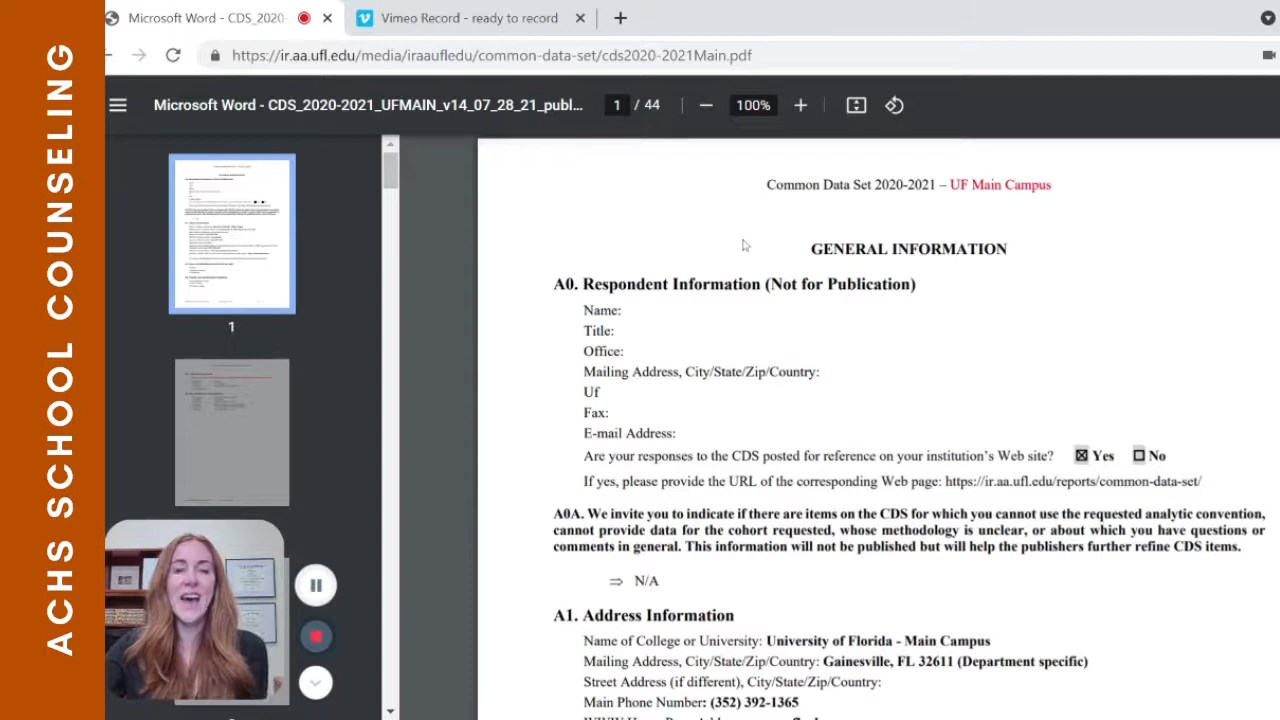 ACHS SCHOOL COUNSELING
Microsoft Word - CDS_2020-
Vimeo Record - ready to record
https://ir.aa.ufl.edu/media/iraaufledu/common-data-set/cds2020-2021Main.pdf
Microsoft Word - CDS_2020-2021_UFMAIN_v14_07_28_21_publ... 1 / 44 100%
1
Common Data Set 2020-2021 – UF Main Campus
GENERAL INFORMATION
A0. Respondent Information (Not for Publication)
Name:
Title:
Office:
Mailing Address, City/State/Zip/Country:
Uf
Fax:
E-mail Address:
Are your responses to the CDS posted for reference on your institution's Web site? ☒ Yes ☐ No
If yes, please provide the URL of the corresponding Web page: https://ir.aa.ufl.edu/reports/common-data-set/
A0A. We invite you to indicate if there are items on the CDS for which you cannot use the requested analytic convention,
cannot provide data for the cohort requested, whose methodology is unclear, or about which you have questions or
comments in general. This information will not be published but will help the publishers further refine CDS items.
⇒ N/A
A1. Address Information
Name of College or University: University of Florida - Main Campus
Mailing Address, City/State/Zip/Country: Gainesville, FL 32611 (Department specific)
Street Address (if different), City/State/Zip/Country:
Main Phone Number: (352) 392-1365